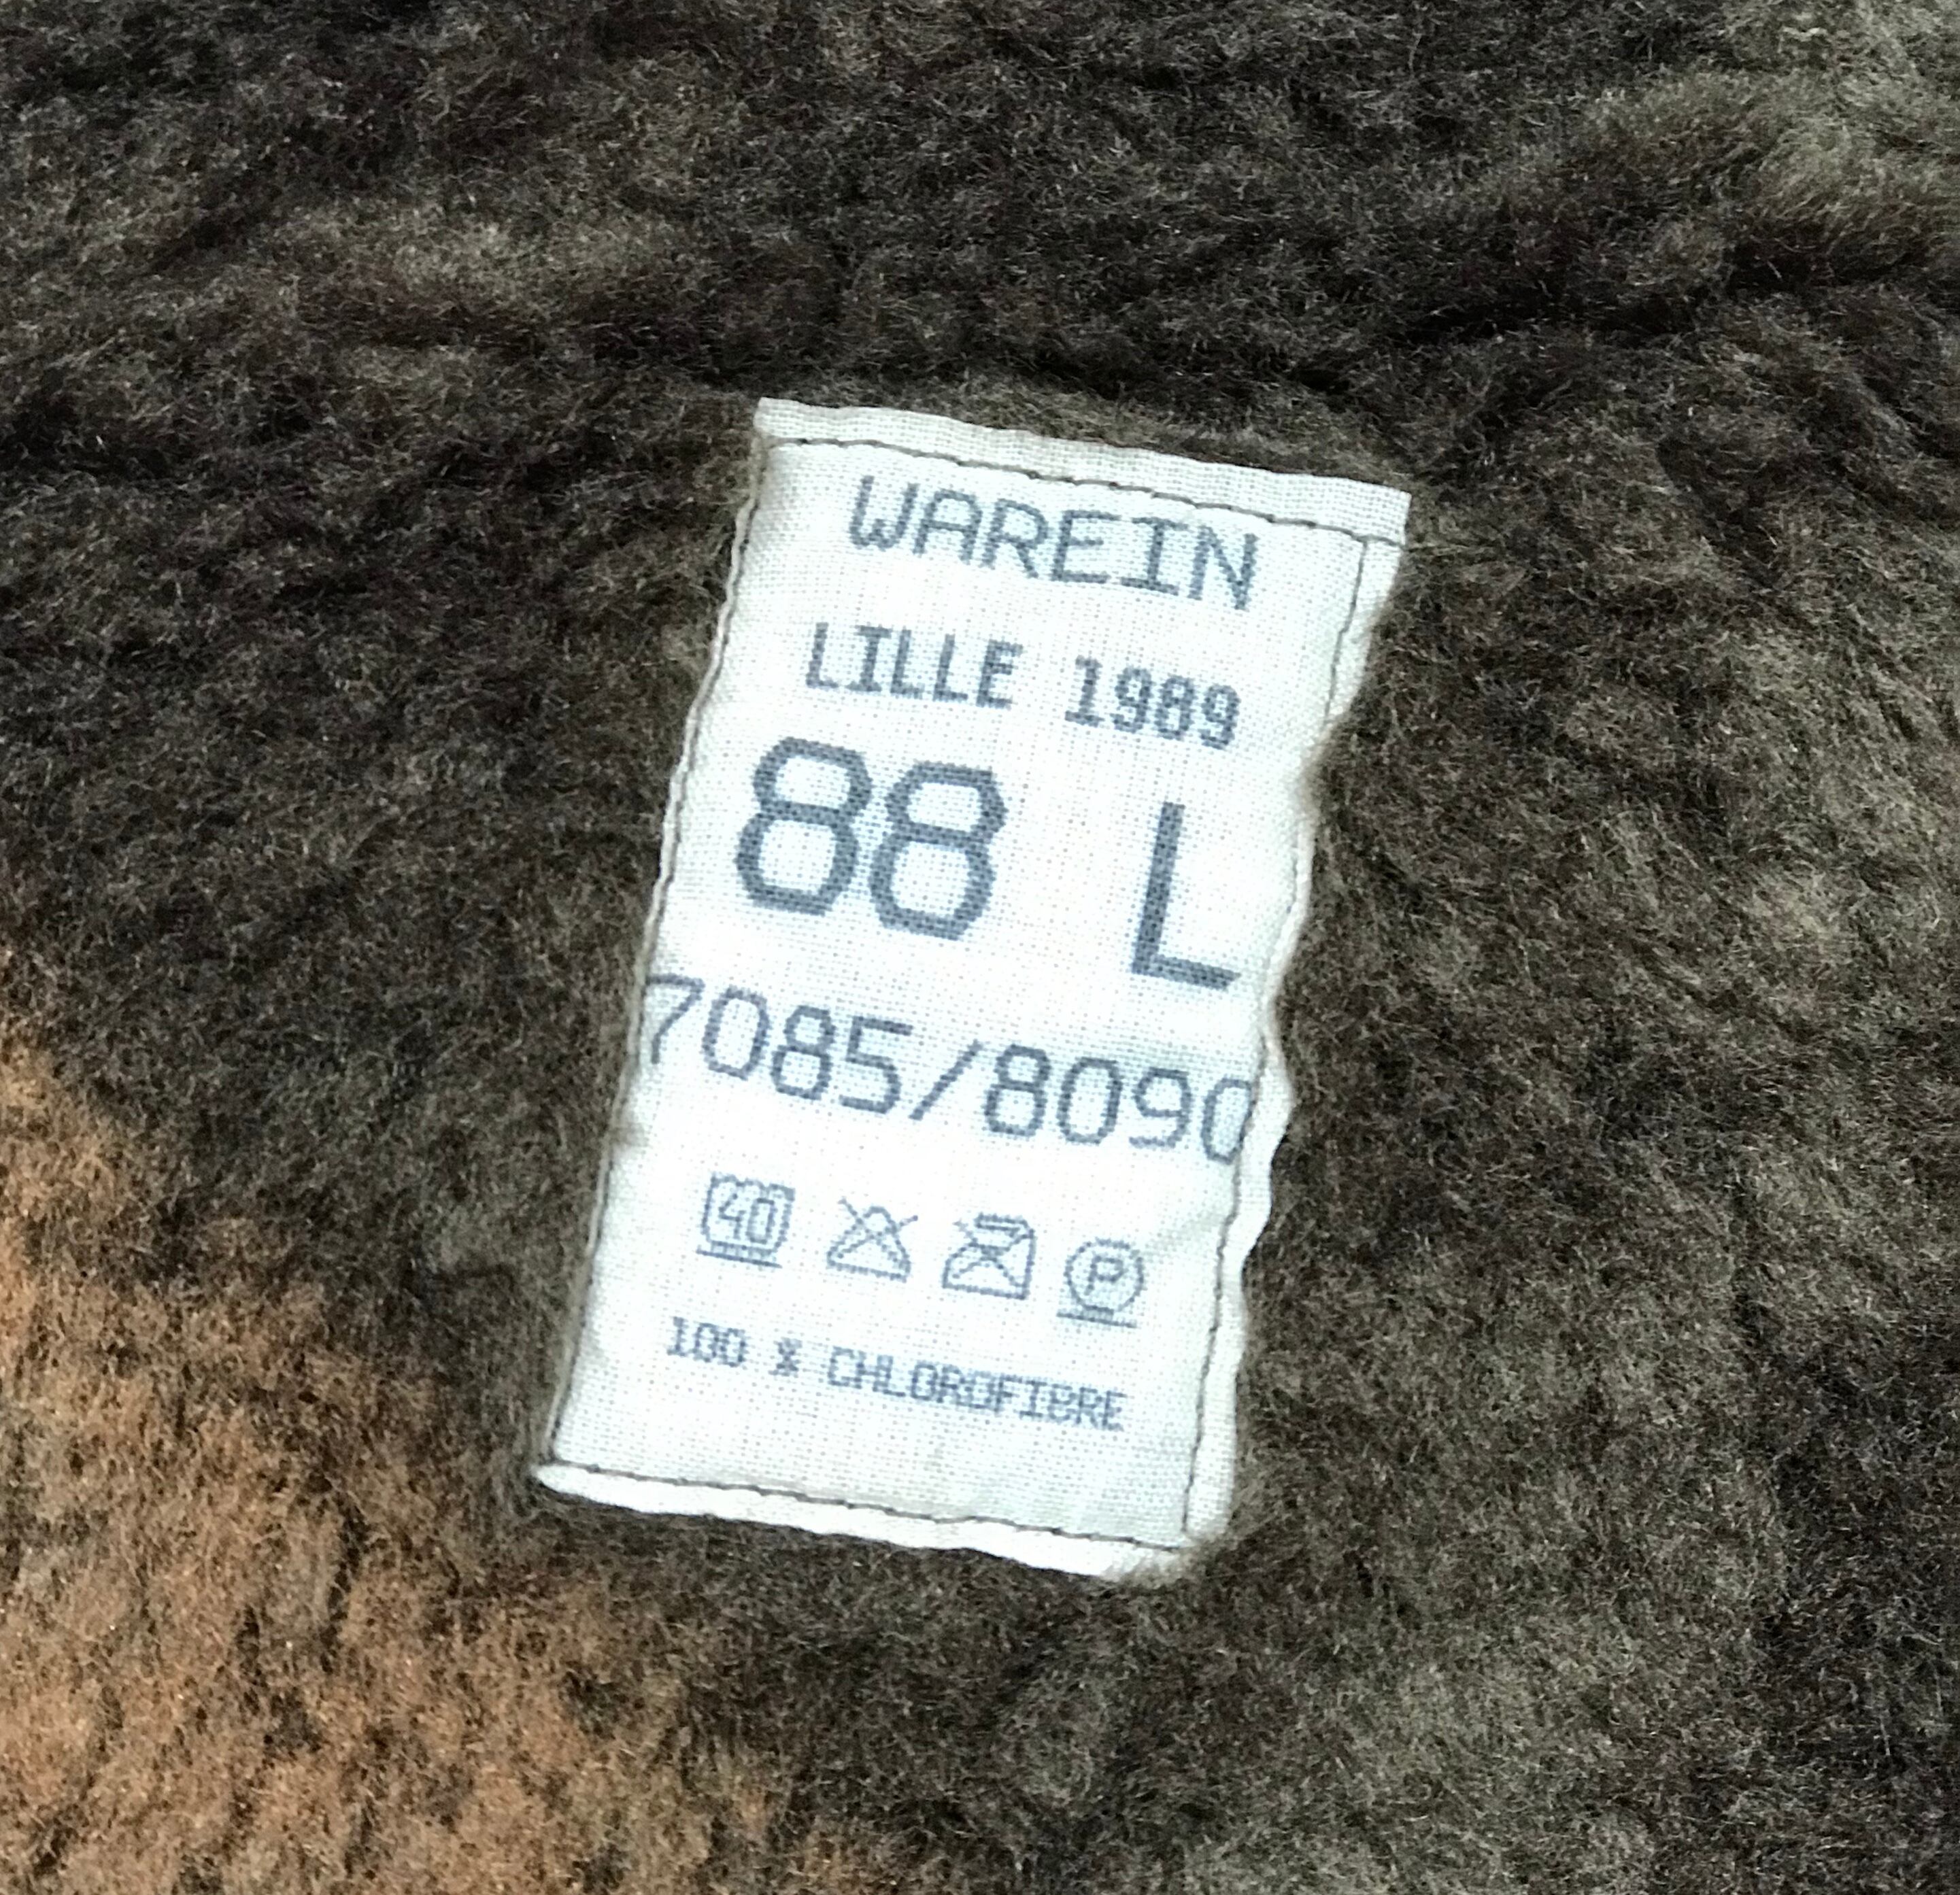 WAREIN
LILLE 1989
88 L
7085/8090
40
P
100 % CHLOROFIBRE